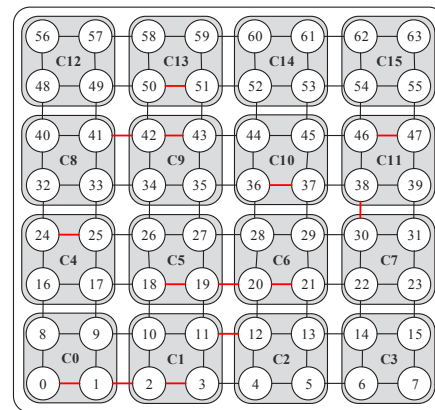 56 57 58 59 60 61 62 63
C12 C13 C14 C15
48 49 50 51 52 53 54 55
40 41 42 43 44 45 46 47
C8 C9 C10 C11
32 33 34 35 36 37 38 39
24 25 26 27 28 29 30 31
C4 C5 C6 C7
16 17 18 19 20 21 22 23
8 9 10 11 12 13 14 15
C0 C1 C2 C3
0 1 2 3 4 5 6 7